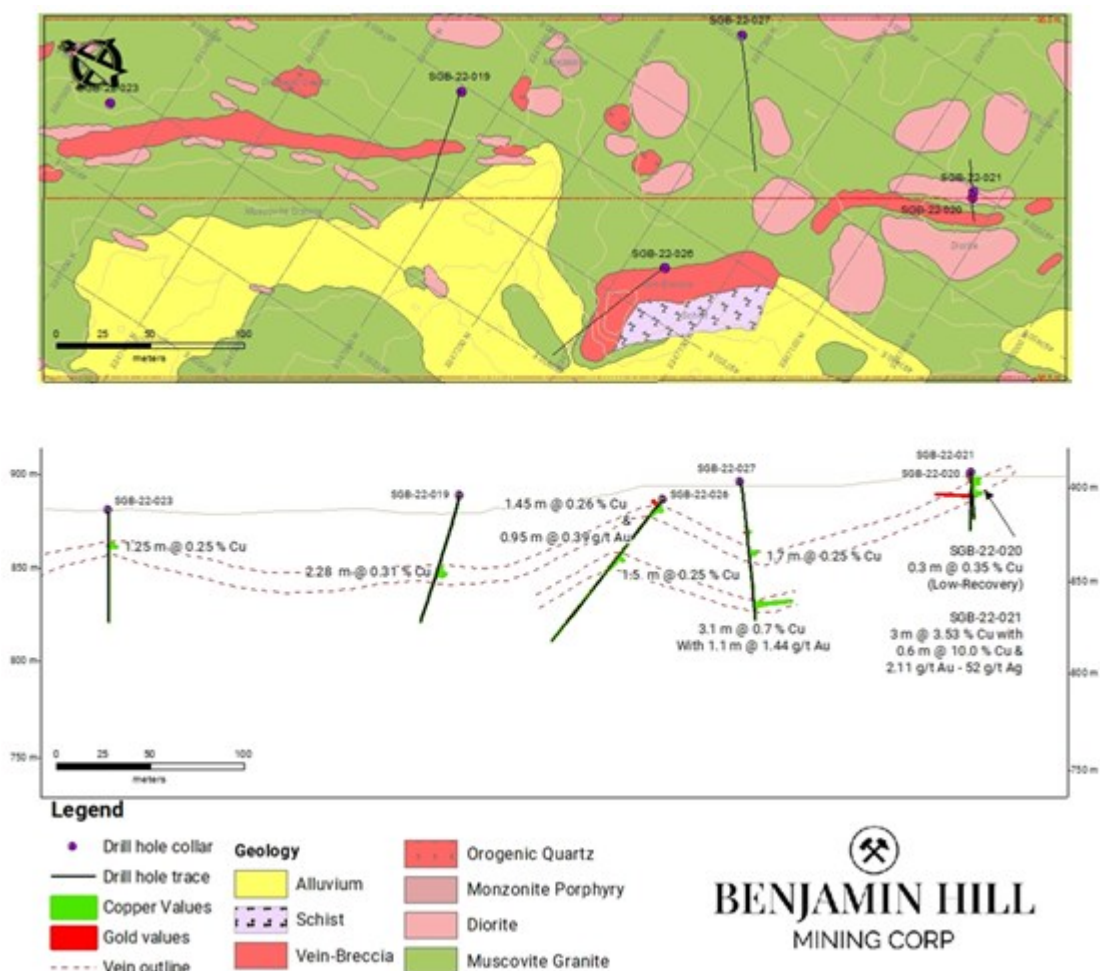 SGB-22-027
SGB-22-023
SGB-22-019
SGB-22-021
SGB-22-020
Muscovite Granite
Diorite
SGB-22-026
Schist
0 25 50 100
meters
900 m
850 m
800 m
750 m
900 m
850 m
800 m
750 m
SGB-22-023
1.25 m @ 0.25 % Cu
SGB-22-019
2.28 m @ 0.31 % Cu
1.45 m @ 0.26 % Cu
&
0.95 m @ 0.39 g/t Au
SGB-22-026
1.5 m @ 0.25 % Cu
SGB-22-027
1.7 m @ 0.25 % Cu
3.1 m @ 0.7 % Cu
With 1.1 m @ 1.44 g/t Au
SGB-22-021
SGB-22-020
SGB-22-020
0.3 m @ 0.35 % Cu
(Low-Recovery)
SGB-22-021
3 m @ 3.53 % Cu with
0.6 m @ 10.0 % Cu &
2.11 g/t Au - 52 g/t Ag
0 25 50 100
meters
Legend
Drill hole collar
Drill hole trace
Copper Values
Gold values
Vein outline
Geology
Alluvium
Schist
Vein-Breccia
Orogenic Quartz
Monzonite Porphyry
Diorite
Muscovite Granite
BENJAMIN HILL
MINING CORP